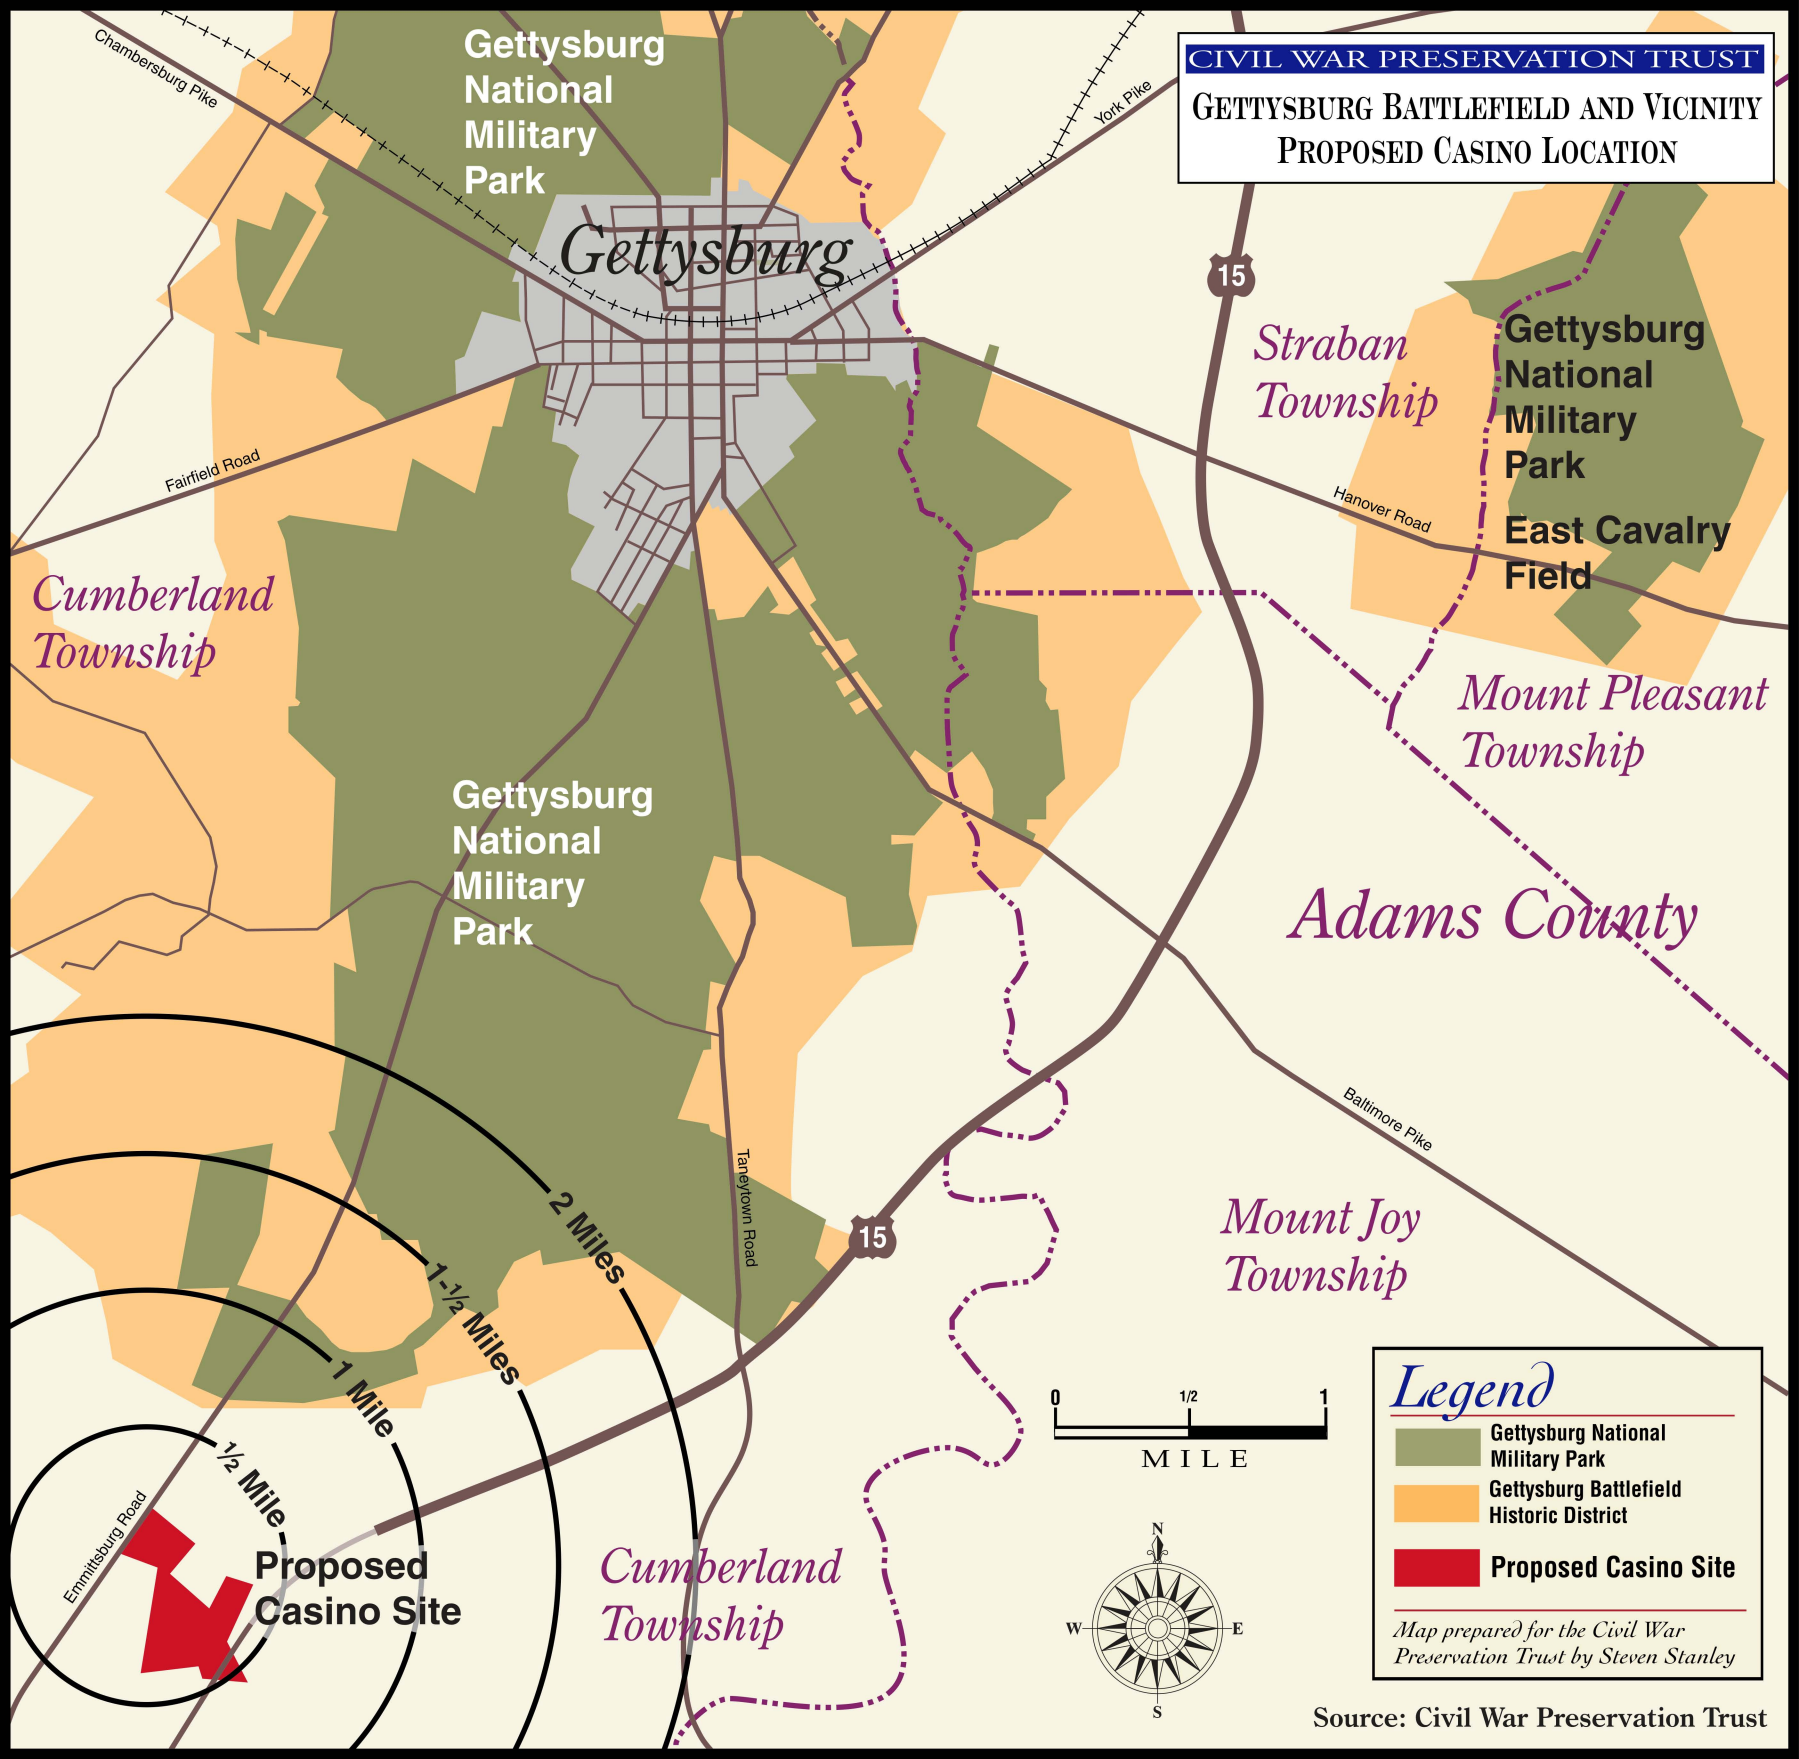 CIVIL WAR PRESERVATION TRUST
GETTYSBURG BATTLEFIELD AND VICINITY
PROPOSED CASINO LOCATION
Chambersburg Pike
Gettysburg
National
Military
Park
York Pike
Gettysburg
15
Straban
Township
Gettysburg
National
Military
Park
East Cavalry
Field
Hanover Road
Fairfield Road
Cumberland
Township
Mount Pleasant
Township
Gettysburg
National
Military
Park
Adams County
Baltimore Pike
Taneytown Road
15
Mount Joy
Township
2 Miles
1-1/2 Miles
1 Mile
1/2 Mile
Emmittsburg Road
Proposed
Casino Site
Cumberland
Township
0 1/2 1
MILE
N
W E
S
Legend
Gettysburg National
Military Park
Gettysburg Battlefield
Historic District
Proposed Casino Site
Map prepared for the Civil War
Preservation Trust by Steven Stanley
Source: Civil War Preservation Trust